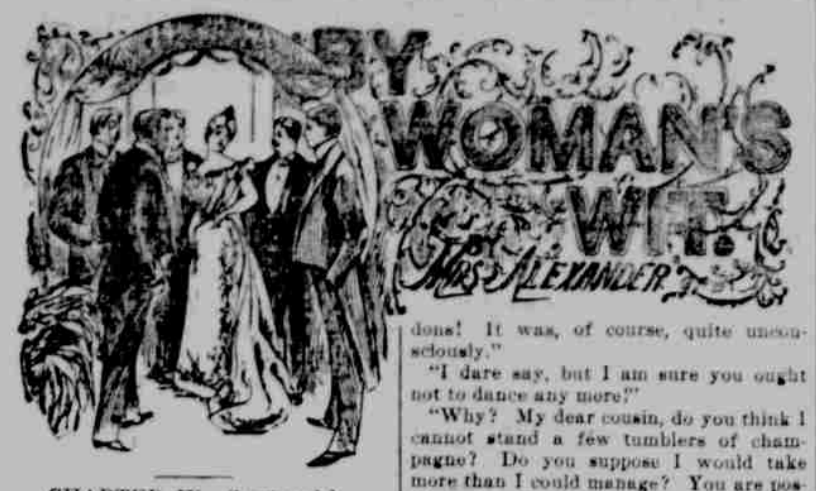 BY
WOMAN'S
WIT.
BY
MRS. ALEXANDER.
dons! It was, of course, quite uncon-
sciously."
"I dare say, but I am sure you ought
not to dance any more!"
"Why? My dear cousin, do you think I
cannot stand a few tumblers of cham-
pagne? Do you suppose I would take
more than I could manage? You are pos-
CHAPTER